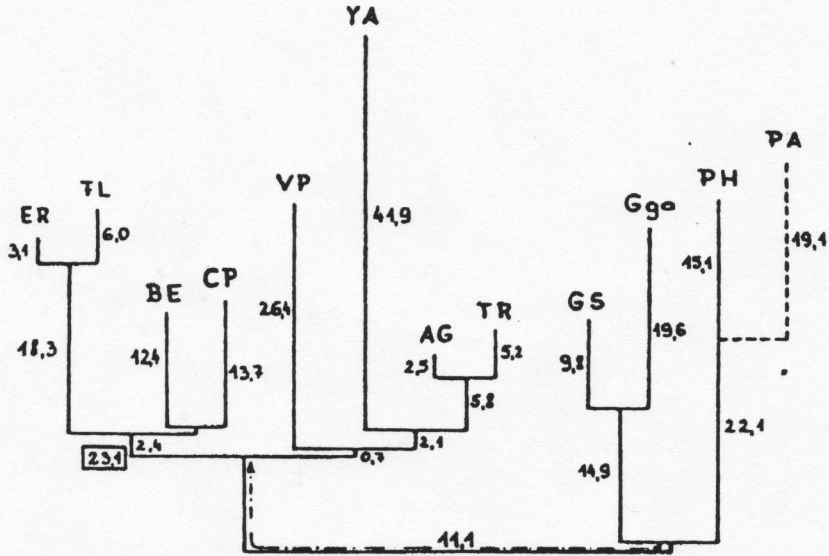 YA
PA
FL
VP
PH
ER
Gga
6,0
3,1
41,9
19,1
15,1
CP
BE
26,4
GS
TR
19,6
AG
18,3
12,4
13,7
2,5
5,2
9,8
5,8
22,1
2,4
2,1
23,1
0,7
14,9
11,1